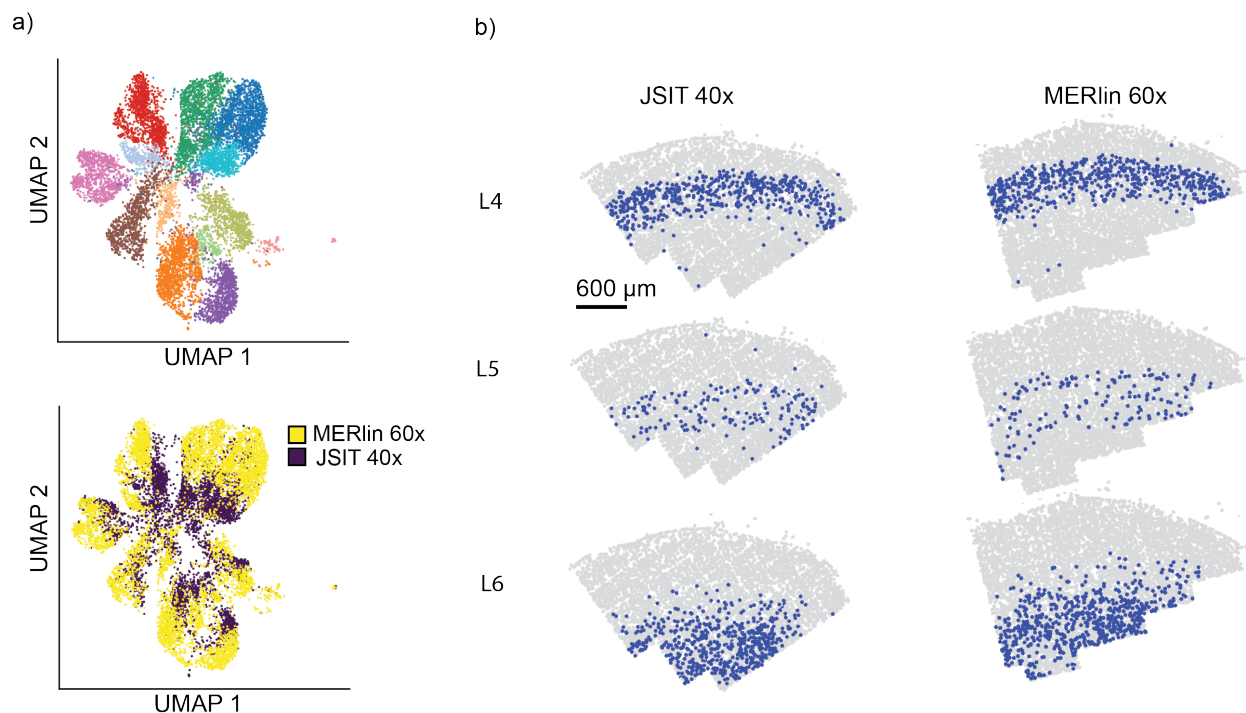 a)
UMAP 2
UMAP 1
MERlin 60x
JSIT 40x
UMAP 2
UMAP 1
b)
JSIT 40x
MERlin 60x
L4
600 µm
L5
L6